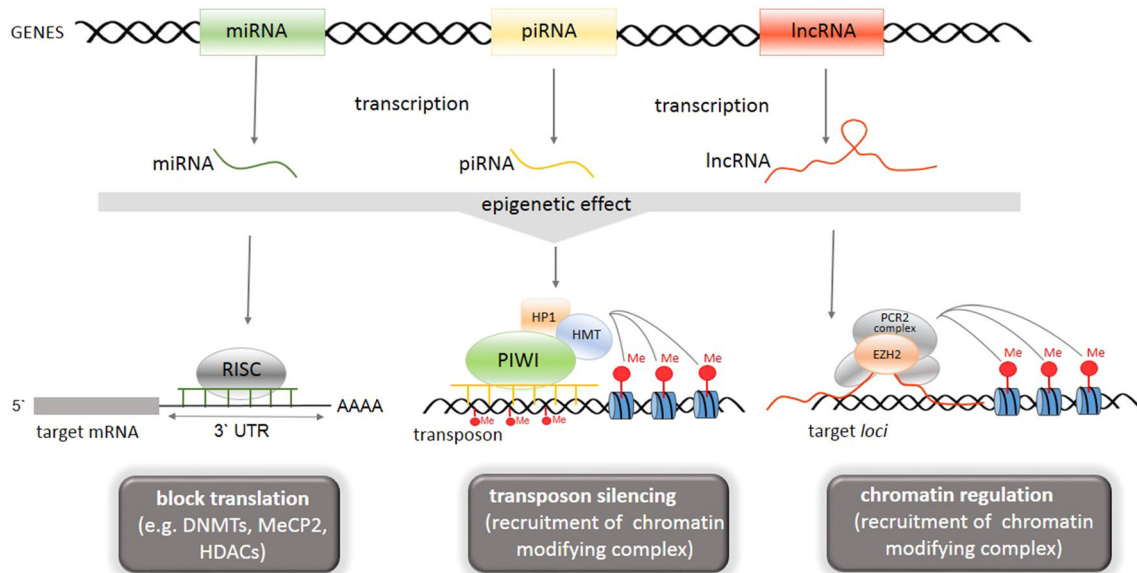 GENES
miRNA
piRNA
lncRNA
transcription
transcription
miRNA
piRNA
lncRNA
epigenetic effect
RISC
5`
AAAA
target mRNA
3` UTR
HP1
HMT
PIWI
Me
Me
Me
Me
Me
Me
transposon
PCR2
complex
EZH2
Me
Me
Me
target loci
block translation
(e.g. DNMTs, MeCP2,
HDACs)
transposon silencing
(recruitment of chromatin
modifying complex)
chromatin regulation
(recruitment of chromatin
modifying complex)